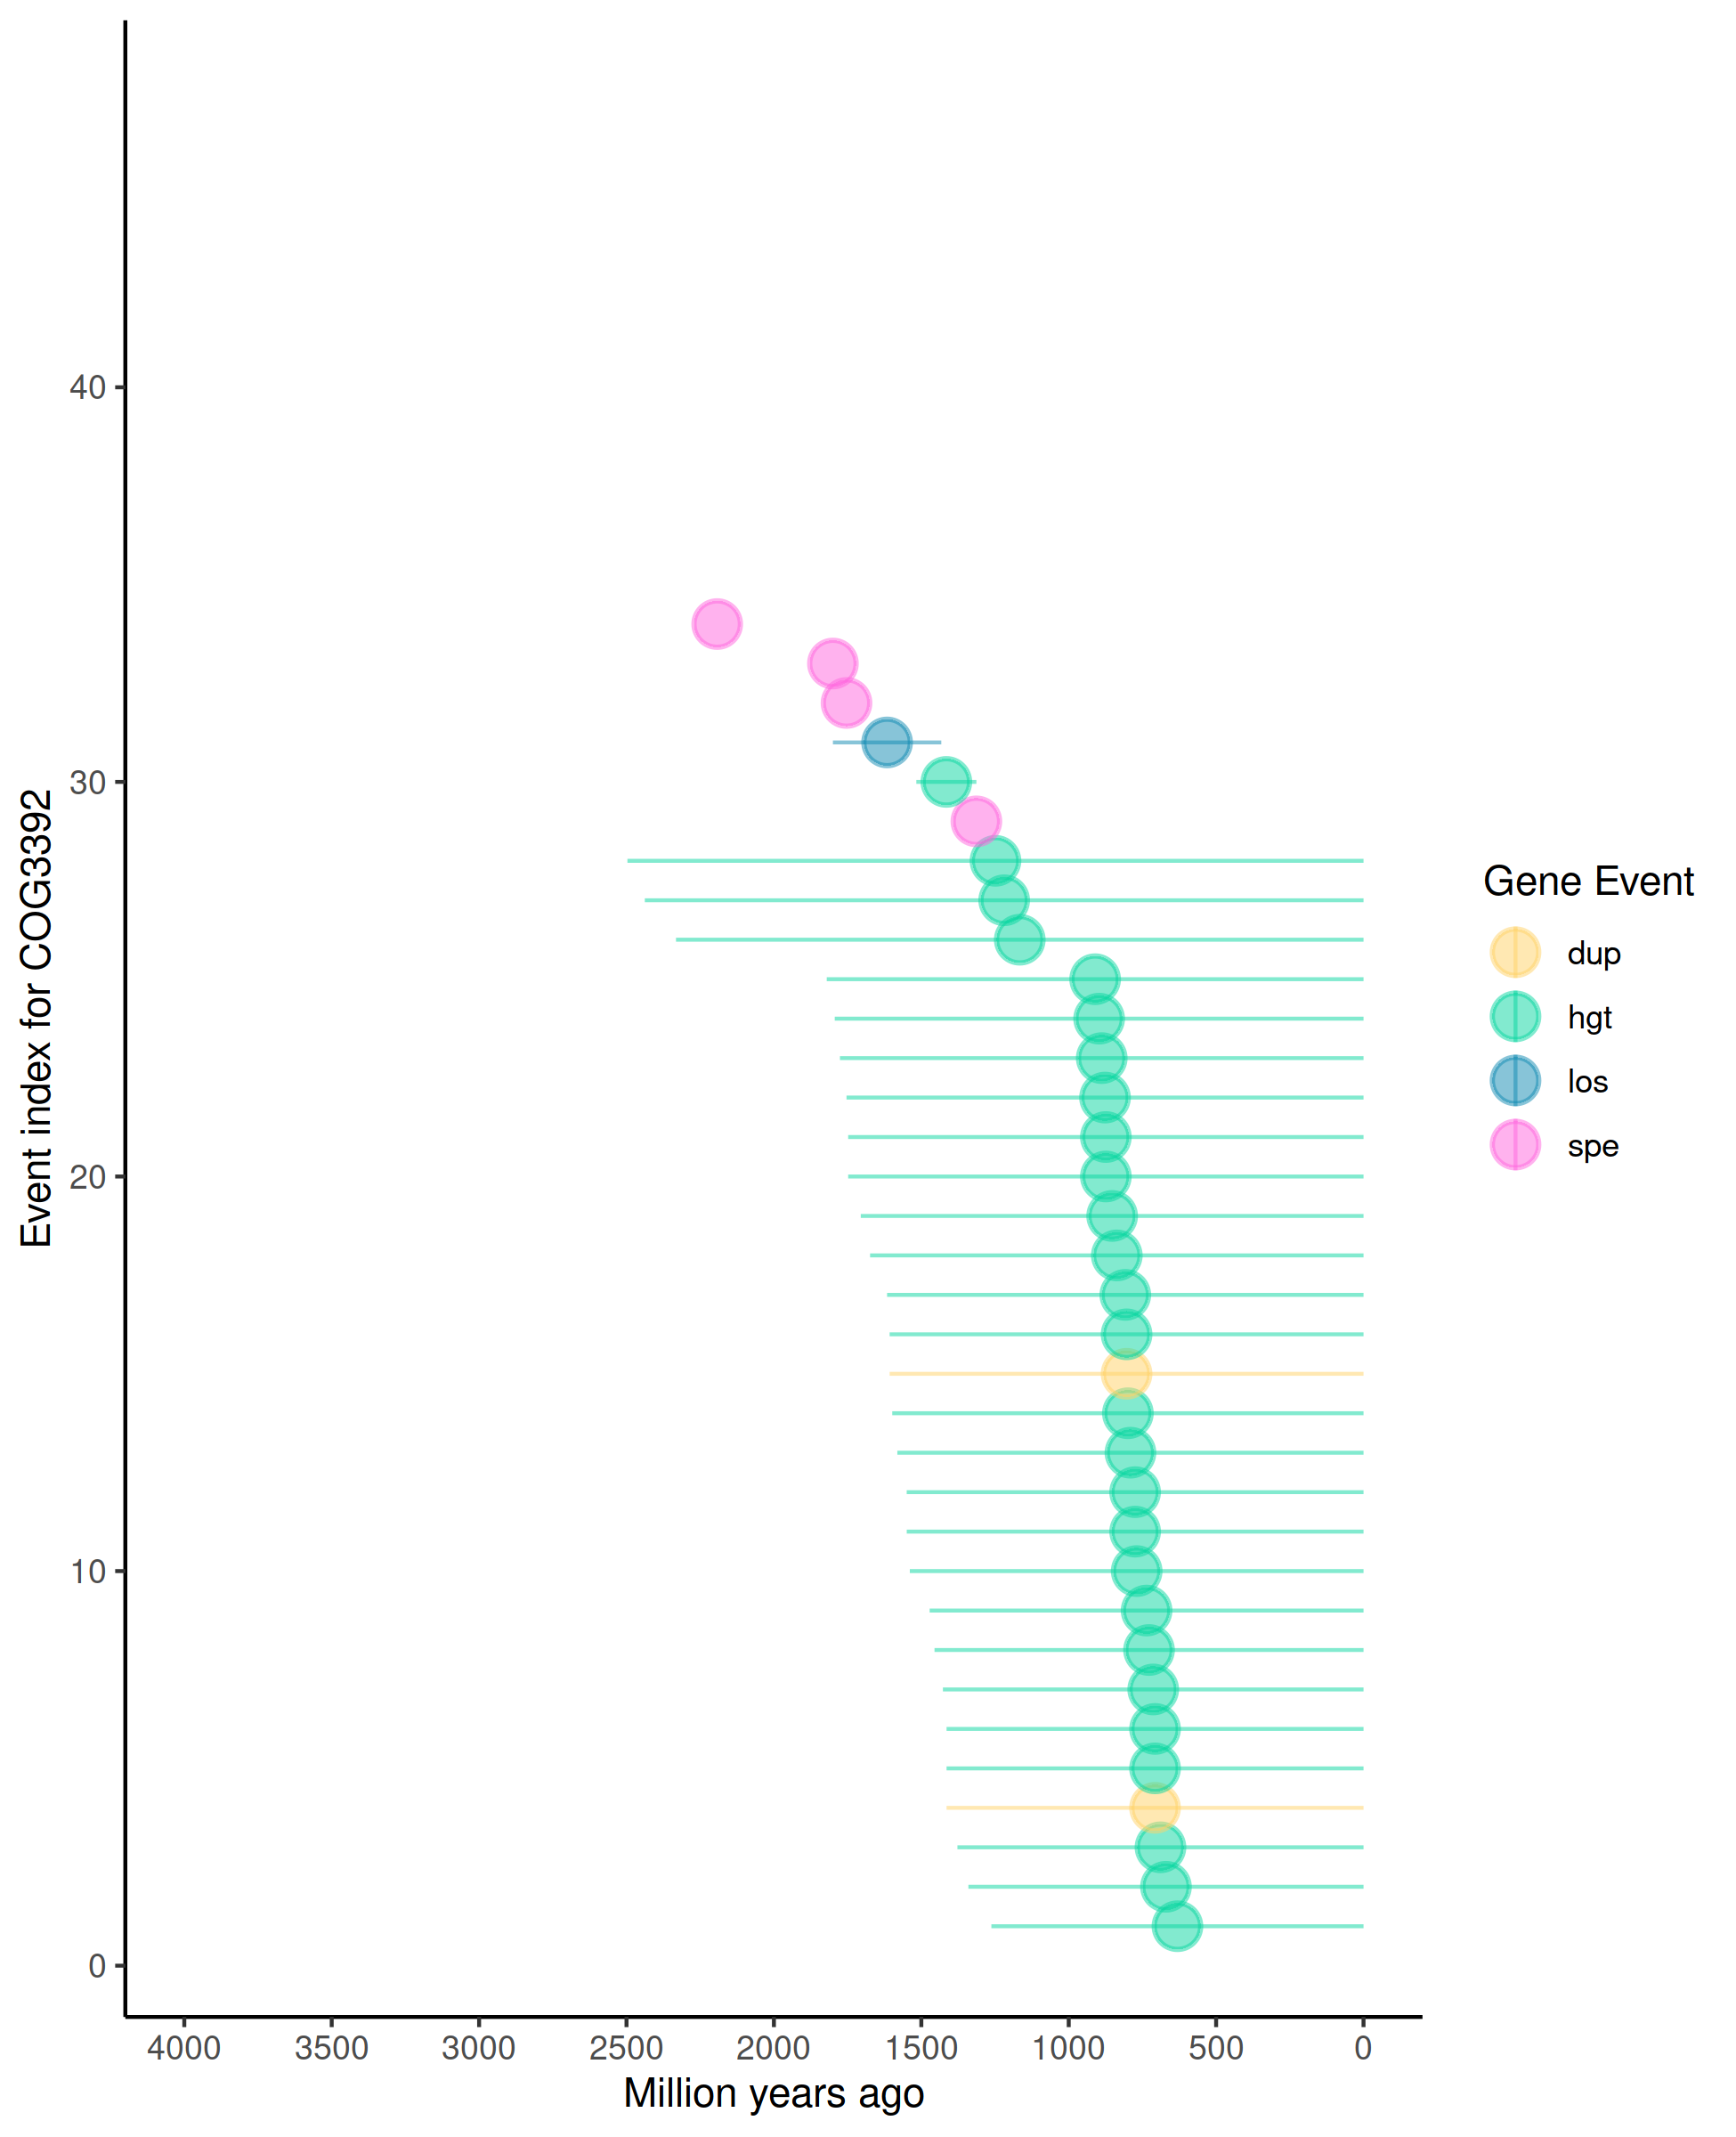 Event index for COG3392
40
30
20
10
0
4000 3500 3000 2500 2000 1500 1000 500 0
Million years ago
Gene Event
dup
hgt
los
spe